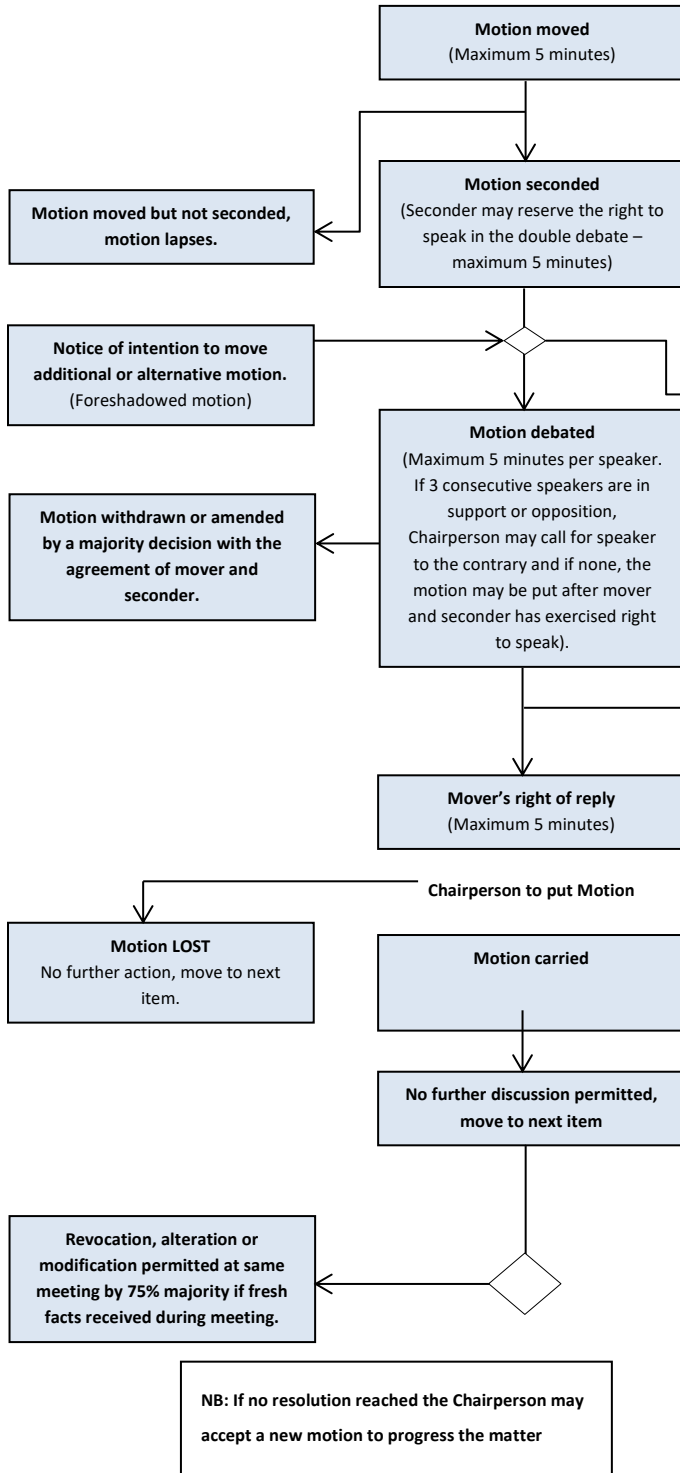 Motion moved
(Maximum 5 minutes)
Motion seconded
(Seconder may reserve the right to
speak in the double debate –
maximum 5 minutes)
Motion moved but not seconded,
motion lapses.
Notice of intention to move
additional or alternative motion.
(Foreshadowed motion)
Motion debated
(Maximum 5 minutes per speaker.
If 3 consecutive speakers are in
support or opposition,
Chairperson may call for speaker
to the contrary and if none, the
motion may be put after mover
and seconder has exercised right
to speak).
Motion withdrawn or amended
by a majority decision with the
agreement of mover and
seconder.
Mover’s right of reply
(Maximum 5 minutes)
Chairperson to put Motion
Motion LOST
No further action, move to next
item.
Motion carried
No further discussion permitted,
move to next item
Revocation, alteration or
modification permitted at same
meeting by 75% majority if fresh
facts received during meeting.
NB: If no resolution reached the Chairperson may
accept a new motion to progress the matter